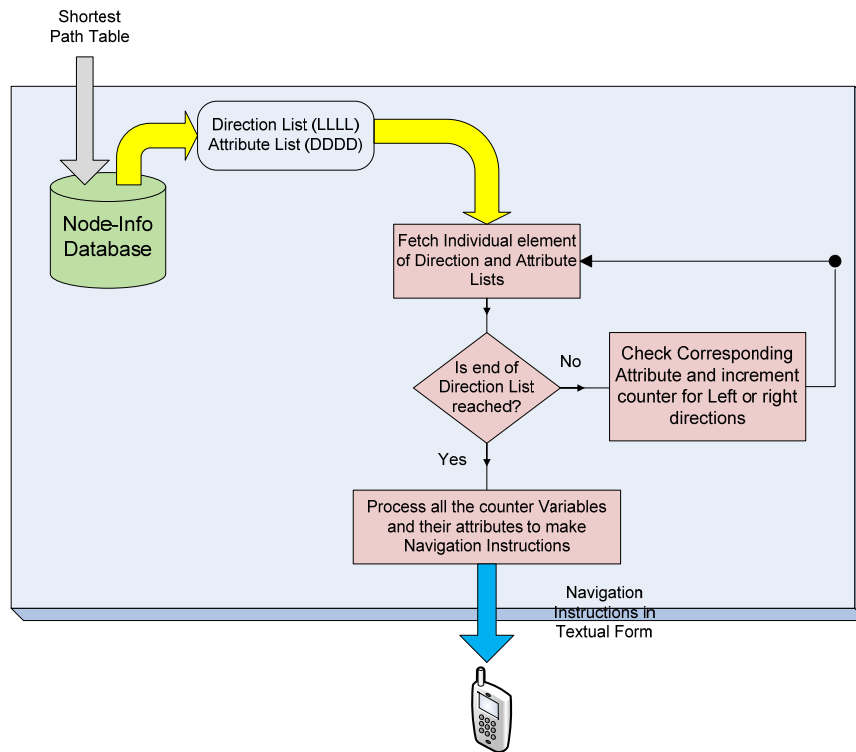 Shortest
Path Table
Direction List (LLLL)
Attribute List (DDDD)
Node-Info
Database
Fetch Individual element
of Direction and Attribute
Lists
Is end of
Direction List
reached?
No
Check Corresponding
Attribute and increment
counter for Left or right
directions
Yes
Process all the counter Variables
and their attributes to make
Navigation Instructions
Navigation
Instructions in
Textual Form